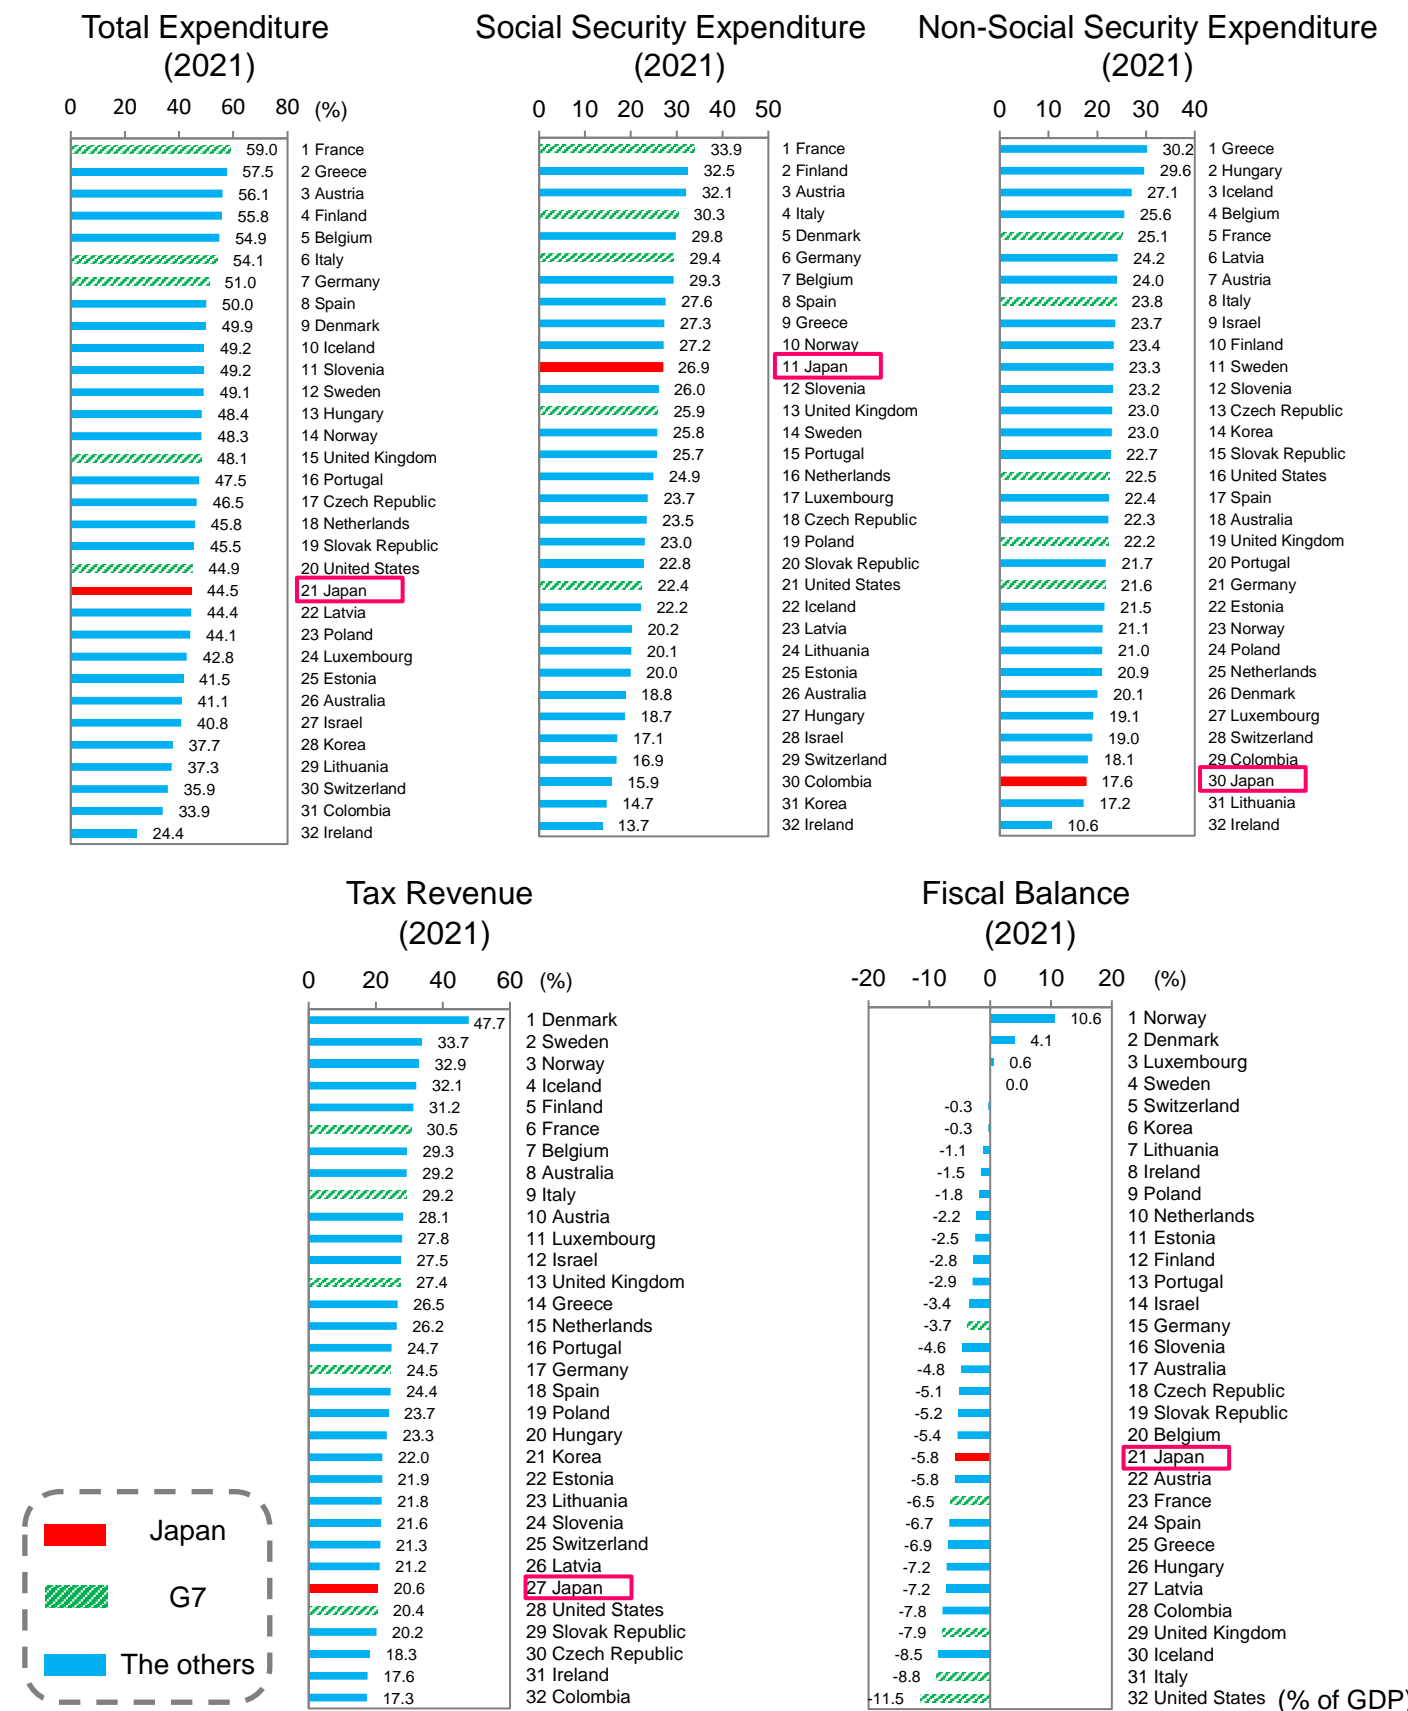 Total Expenditure
(2021)
0 20 40 60 80 (%)
59.0 1 France
57.5 2 Greece
56.1 3 Austria
55.8 4 Finland
54.9 5 Belgium
54.1 6 Italy
51.0 7 Germany
50.0 8 Spain
49.9 9 Denmark
49.2 10 Iceland
49.2 11 Slovenia
49.1 12 Sweden
48.4 13 Hungary
48.3 14 Norway
48.1 15 United Kingdom
47.5 16 Portugal
46.5 17 Czech Republic
45.8 18 Netherlands
45.5 19 Slovak Republic
44.9 20 United States
44.5 21 Japan
44.4 22 Latvia
44.1 23 Poland
42.8 24 Luxembourg
41.5 25 Estonia
41.1 26 Australia
40.8 27 Israel
37.7 28 Korea
37.3 29 Lithuania
35.9 30 Switzerland
33.9 31 Colombia
24.4 32 Ireland
Social Security Expenditure
(2021)
0 10 20 30 40 50
33.9 1 France
32.5 2 Finland
32.1 3 Austria
30.3 4 Italy
29.8 5 Denmark
29.4 6 Germany
29.3 7 Belgium
27.6 8 Spain
27.3 9 Greece
27.2 10 Norway
26.9 11 Japan
26.0 12 Slovenia
25.9 13 United Kingdom
25.8 14 Sweden
25.7 15 Portugal
24.9 16 Netherlands
23.7 17 Luxembourg
23.5 18 Czech Republic
23.0 19 Poland
22.8 20 Slovak Republic
22.4 21 United States
22.2 22 Iceland
20.2 23 Latvia
20.1 24 Lithuania
20.0 25 Estonia
18.8 26 Australia
18.7 27 Hungary
17.1 28 Israel
16.9 29 Switzerland
15.9 30 Colombia
14.7 31 Korea
13.7 32 Ireland
Non-Social Security Expenditure
(2021)
0 10 20 30 40
30.2 1 Greece
29.6 2 Hungary
27.1 3 Iceland
25.6 4 Belgium
25.1 5 France
24.2 6 Latvia
24.0 7 Austria
23.8 8 Italy
23.7 9 Israel
23.4 10 Finland
23.3 11 Sweden
23.2 12 Slovenia
23.0 13 Czech Republic
23.0 14 Korea
22.7 15 Slovak Republic
22.5 16 United States
22.4 17 Spain
22.3 18 Australia
22.2 19 United Kingdom
21.7 20 Portugal
21.6 21 Germany
21.5 22 Estonia
21.1 23 Norway
21.0 24 Poland
20.9 25 Netherlands
20.1 26 Denmark
19.1 27 Luxembourg
19.0 28 Switzerland
18.1 29 Colombia
17.6 30 Japan
17.2 31 Lithuania
10.6 32 Ireland
Tax Revenue
(2021)
0 20 40 60 (%)
47.7 1 Denmark
33.7 2 Sweden
32.9 3 Norway
32.1 4 Iceland
31.2 5 Finland
30.5 6 France
29.3 7 Belgium
29.2 8 Australia
29.2 9 Italy
28.1 10 Austria
27.8 11 Luxembourg
27.5 12 Israel
27.4 13 United Kingdom
26.5 14 Greece
26.2 15 Netherlands
24.7 16 Portugal
24.5 17 Germany
24.4 18 Spain
23.7 19 Poland
23.3 20 Hungary
22.0 21 Korea
21.9 22 Estonia
21.8 23 Lithuania
21.6 24 Slovenia
21.3 25 Switzerland
21.2 26 Latvia
20.6 27 Japan
20.4 28 United States
20.2 29 Slovak Republic
18.3 30 Czech Republic
17.6 31 Ireland
17.3 32 Colombia
Fiscal Balance
(2021)
-20 -10 0 10 20 (%)
10.6 1 Norway
4.1 2 Denmark
0.6 3 Luxembourg
0.0 4 Sweden
-0.3 5 Switzerland
-0.3 6 Korea
-1.1 7 Lithuania
-1.5 8 Ireland
-1.8 9 Poland
-2.2 10 Netherlands
-2.5 11 Estonia
-2.8 12 Finland
-2.9 13 Portugal
-3.4 14 Israel
-3.7 15 Germany
-4.6 16 Slovenia
-4.8 17 Australia
-5.1 18 Czech Republic
-5.2 19 Slovak Republic
-5.4 20 Belgium
-5.8 21 Japan
-5.8 22 Austria
-6.5 23 France
-6.7 24 Spain
-6.9 25 Greece
-7.2 26 Hungary
-7.2 27 Latvia
-7.8 28 Colombia
-7.9 29 United Kingdom
-8.5 30 Iceland
-8.8 31 Italy
-11.5 32 United States (% of GDP)
Japan
G7
The others